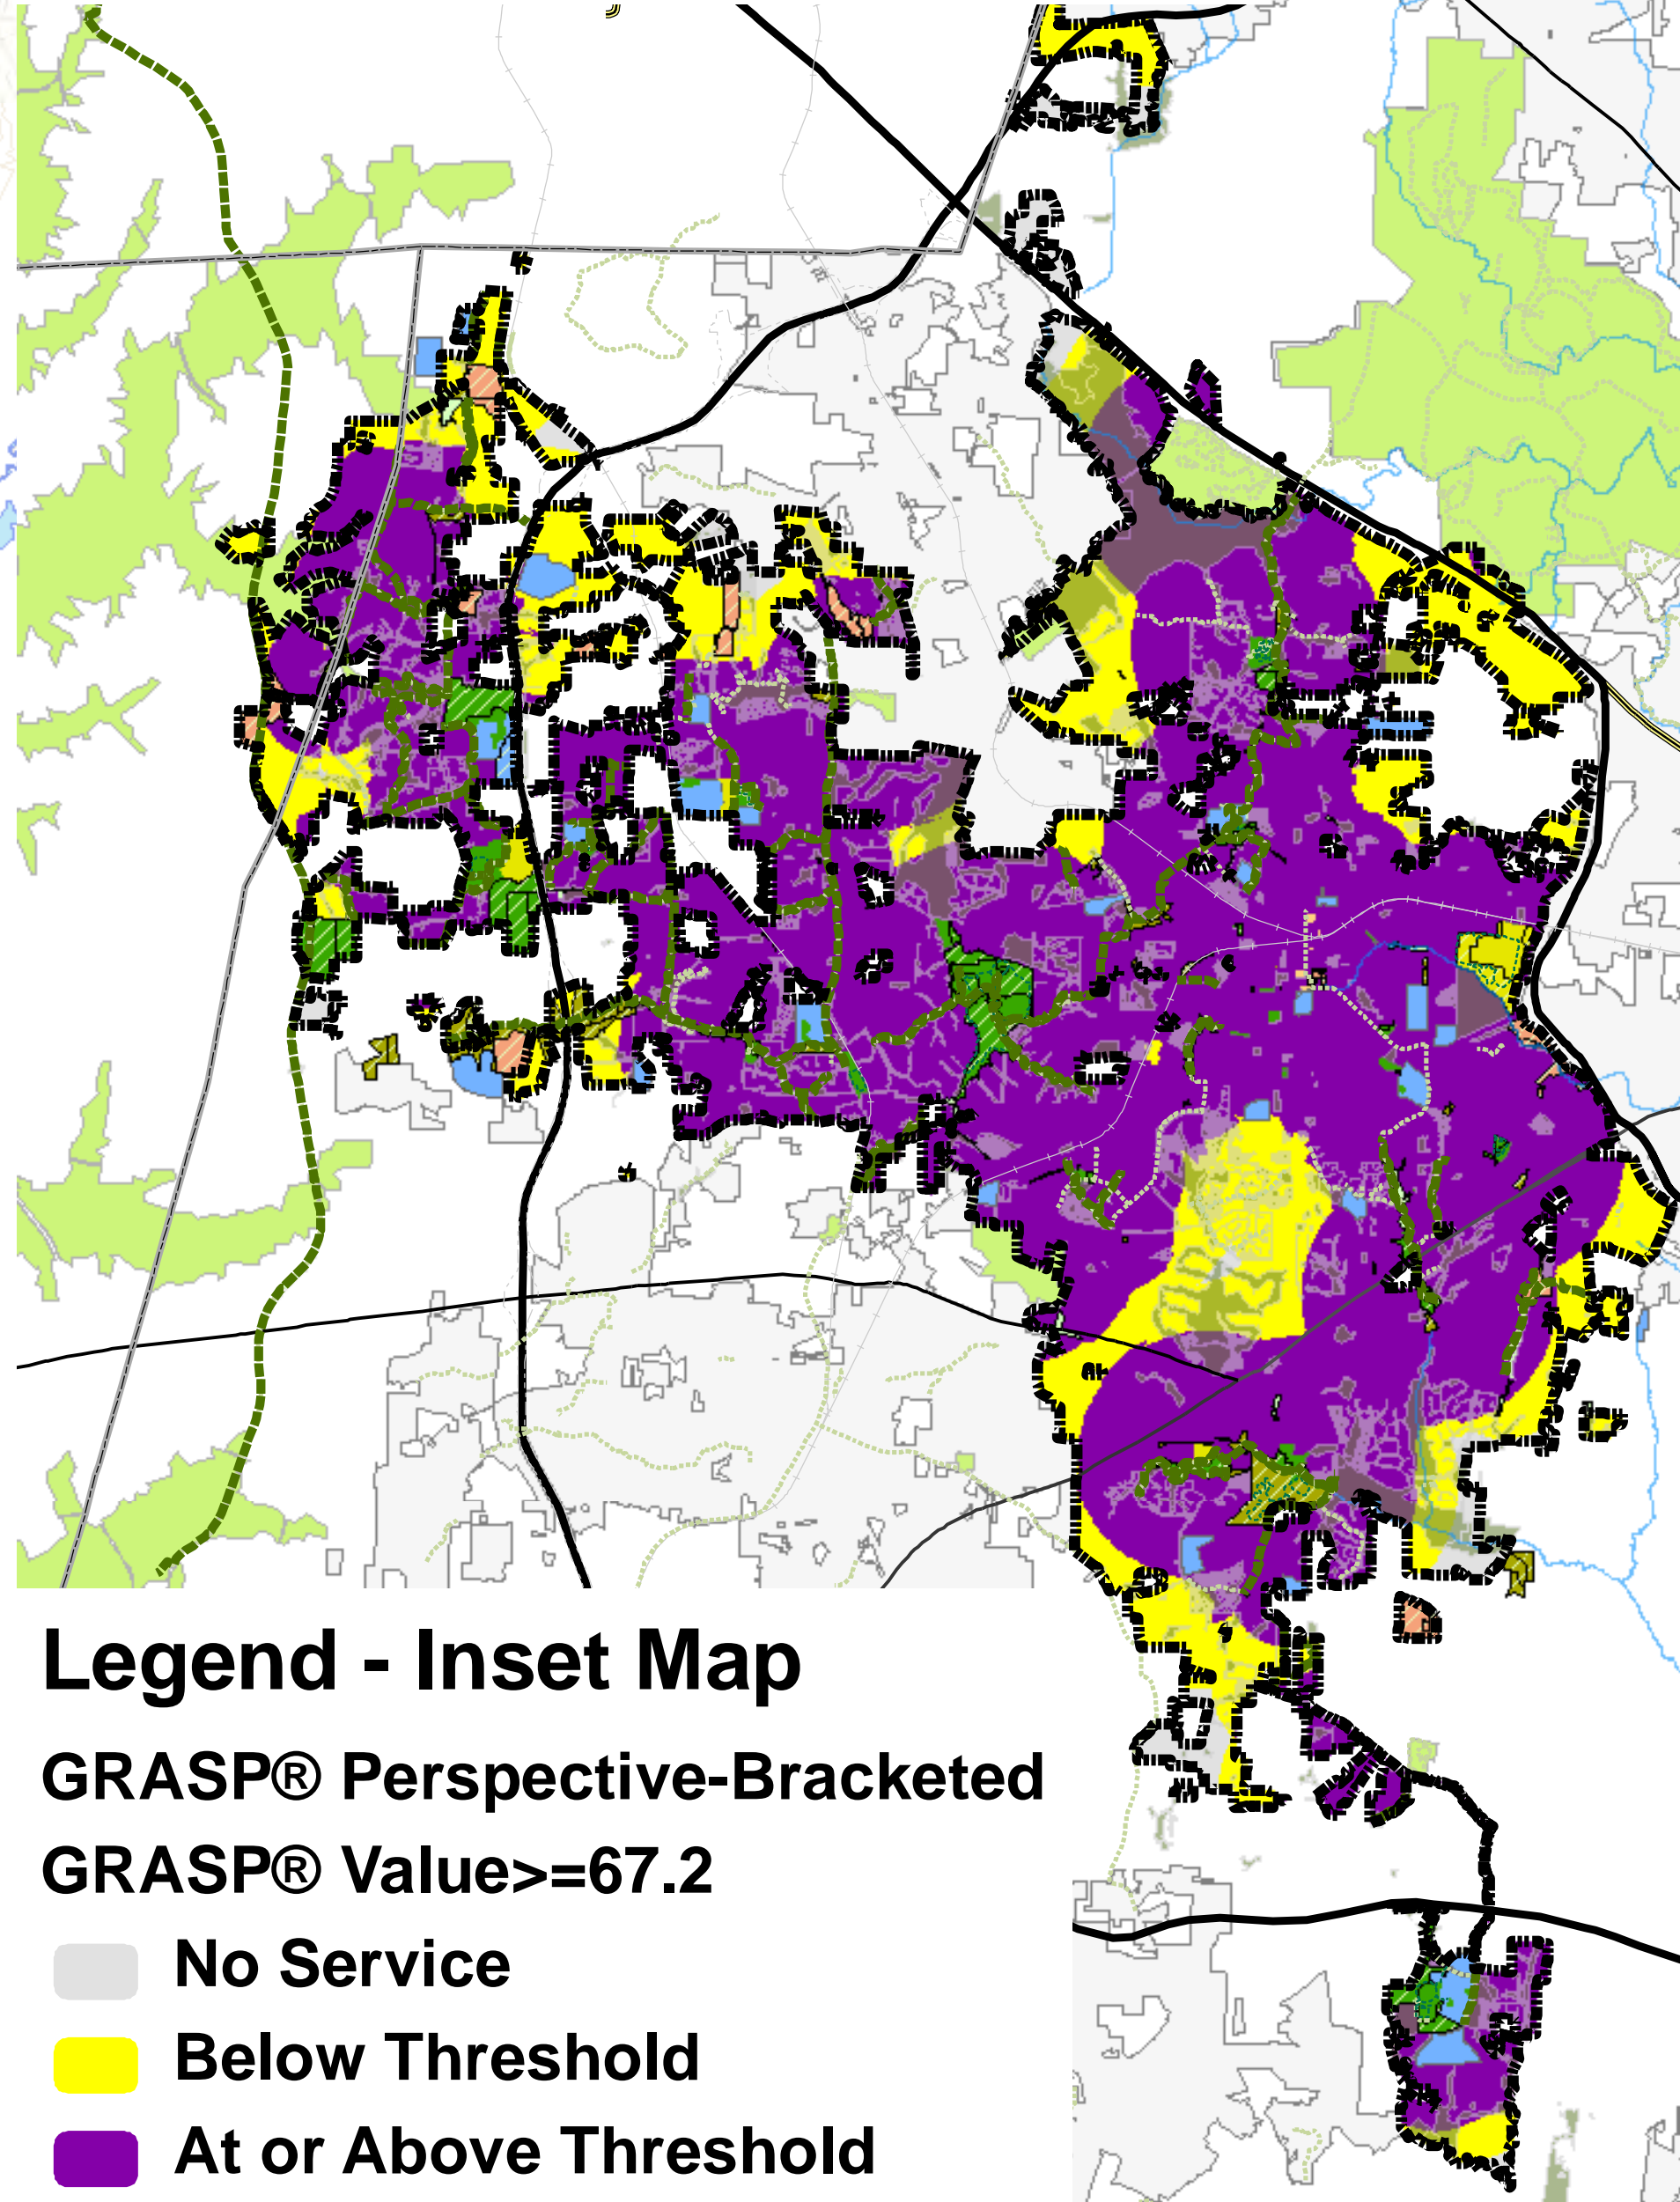 Legend - Inset Map
GRASP® Perspective-Bracketed
GRASP® Value>=67.2
No Service
Below Threshold
At or Above Threshold